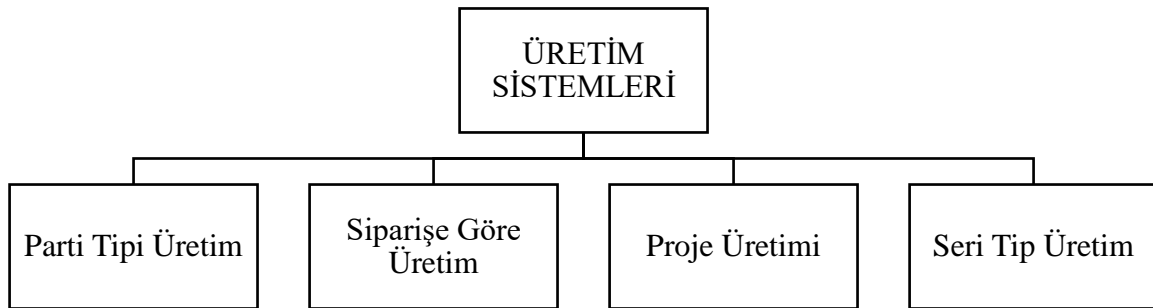 ÜRETİM
SİSTEMLERİ
Parti Tipi Üretim
Siparişe Göre
Üretim
Proje Üretimi
Seri Tip Üretim